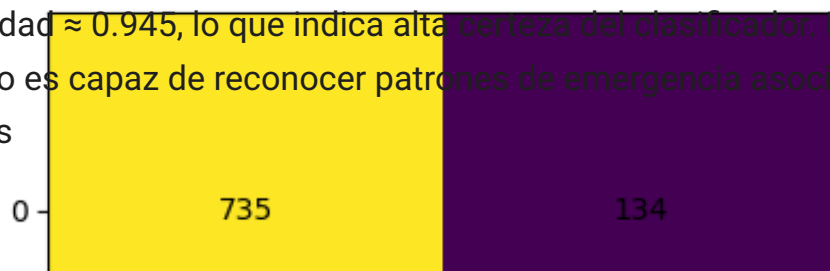 dad ≈ 0.945, lo que indica alta certeza del clasificador.
o es capaz de reconocer patrones de emergencia asoc
s
0
735
134